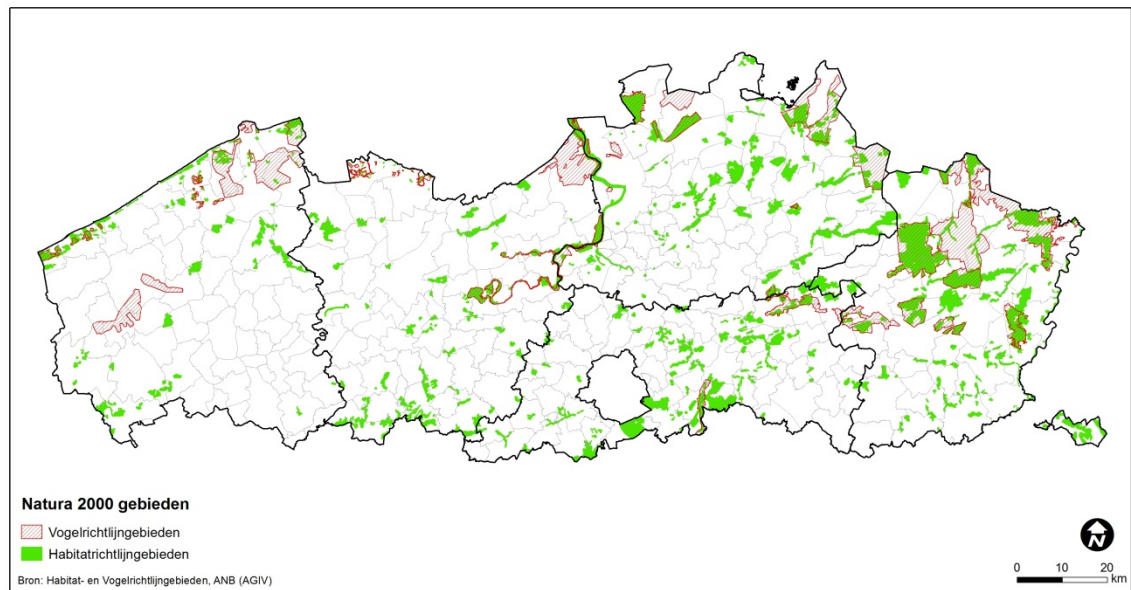 Natura 2000 gebieden
Vogelrichtlijngebieden
Habitatrichtlijngebieden
Bron: Habitat- en Vogelrichtlijngebieden, ANB (AGIV)
N
0 10 20
km